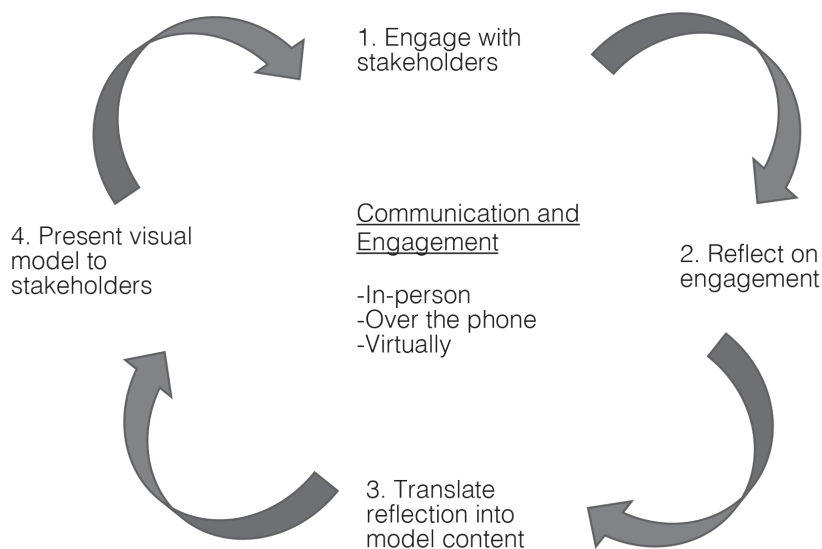 1. Engage with
stakeholders
Communication and
Engagement
-In-person
-Over the phone
-Virtually
2. Reflect on
engagement
3. Translate
reflection into
model content
4. Present visual
model to
stakeholders